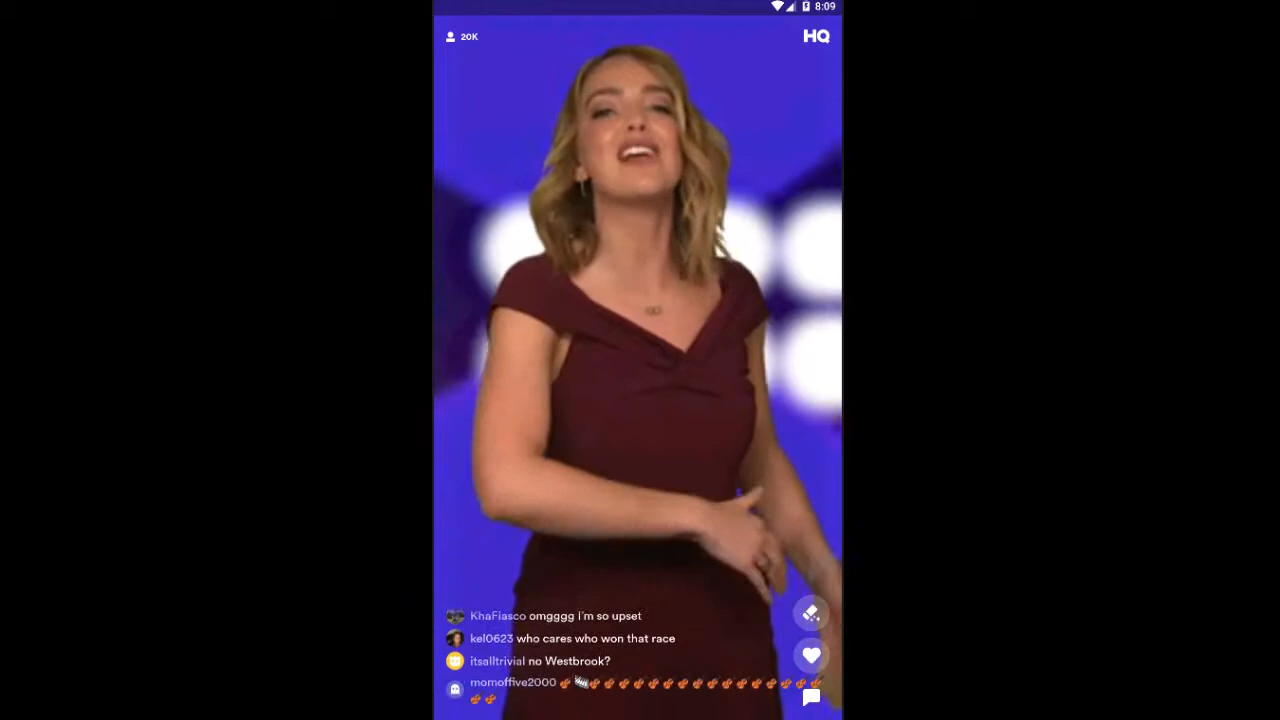 8:09
20K
HQ
KhaFiasco omgggg I'm so upset
kel0623 who cares who won that race
itsalltrivial no Westbrook?
momoffive2000